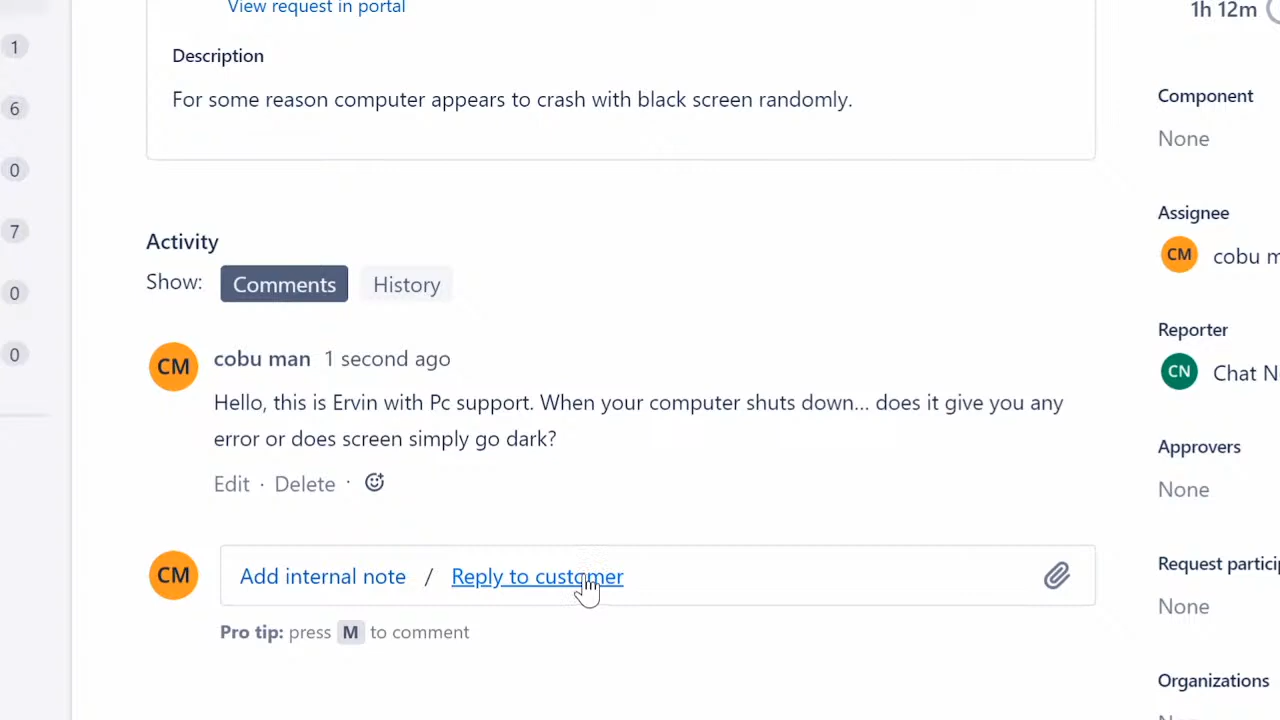 View request in portal
Description
For some reason computer appears to crash with black screen randomly.
Activity
Show: Comments History
CM cobu man 1 second ago
Hello, this is Ervin with Pc support. When your computer shuts down... does it give you any
error or does screen simply go dark?
Edit · Delete ·
CM Add internal note / Reply to customer
Pro tip: press M to comment
1
6
0
7
0
0
1h 12m
Component
None
Assignee
CM cobu m
Reporter
CN Chat N
Approvers
None
Request partici
None
Organizations